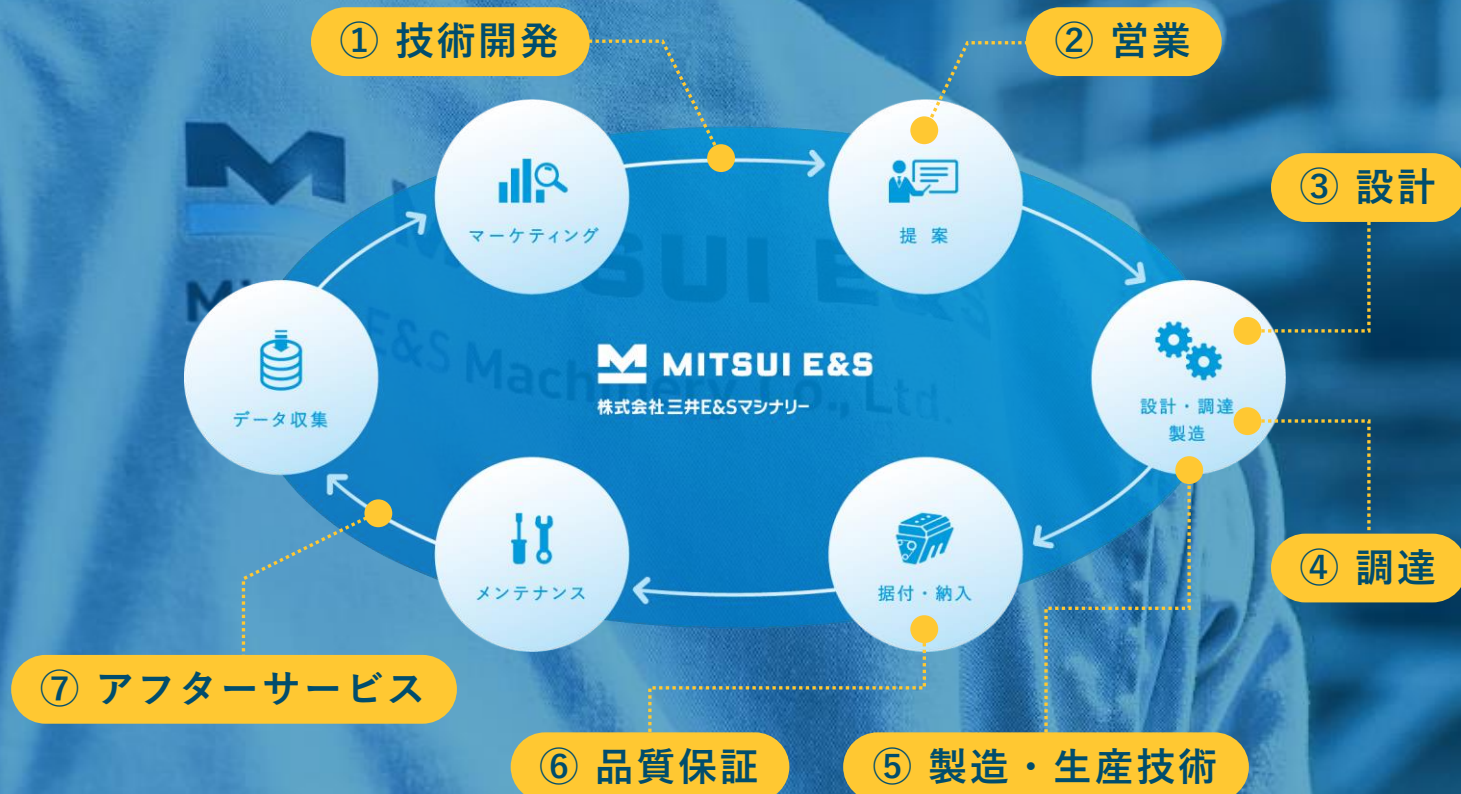 ① 技術開発
② 営業
③ 設計
マーケティング
提案
データ収集
MITSUI E&S
株式会社三井E&Sマシナリー
設計・調達
製造
④ 調達
メンテナンス
据付・納入
⑦ アフターサービス
⑥ 品質保証
⑤ 製造・生産技術
SUI E&S
E&S Machinery Co., Ltd.